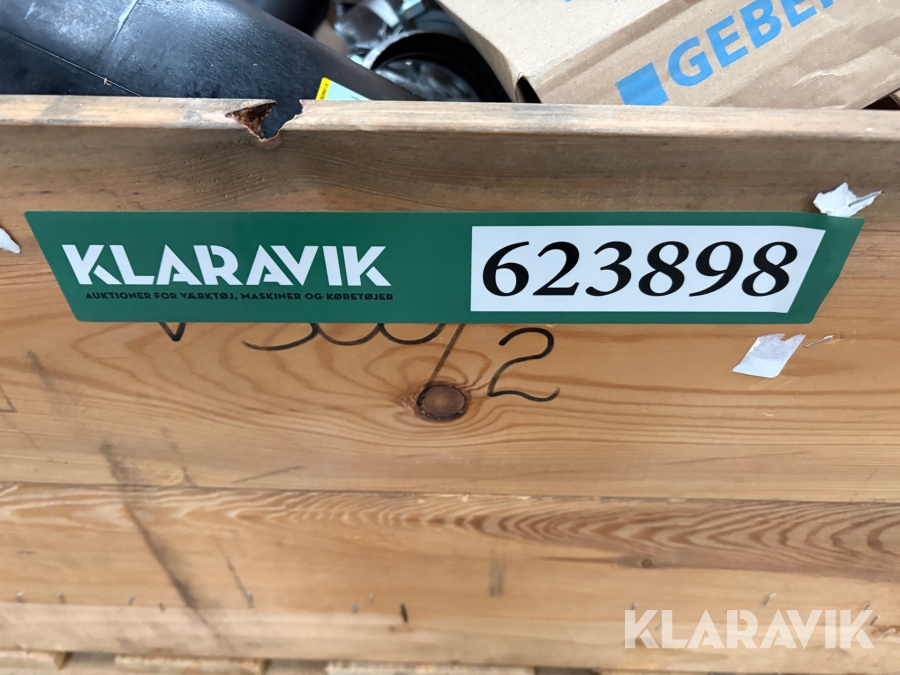 GEBE
KLARAVIK
AUKTIONER FOR VÆRKTØJ, MASKINER OG KØRETØJER
623898
/2
KLARAVIK